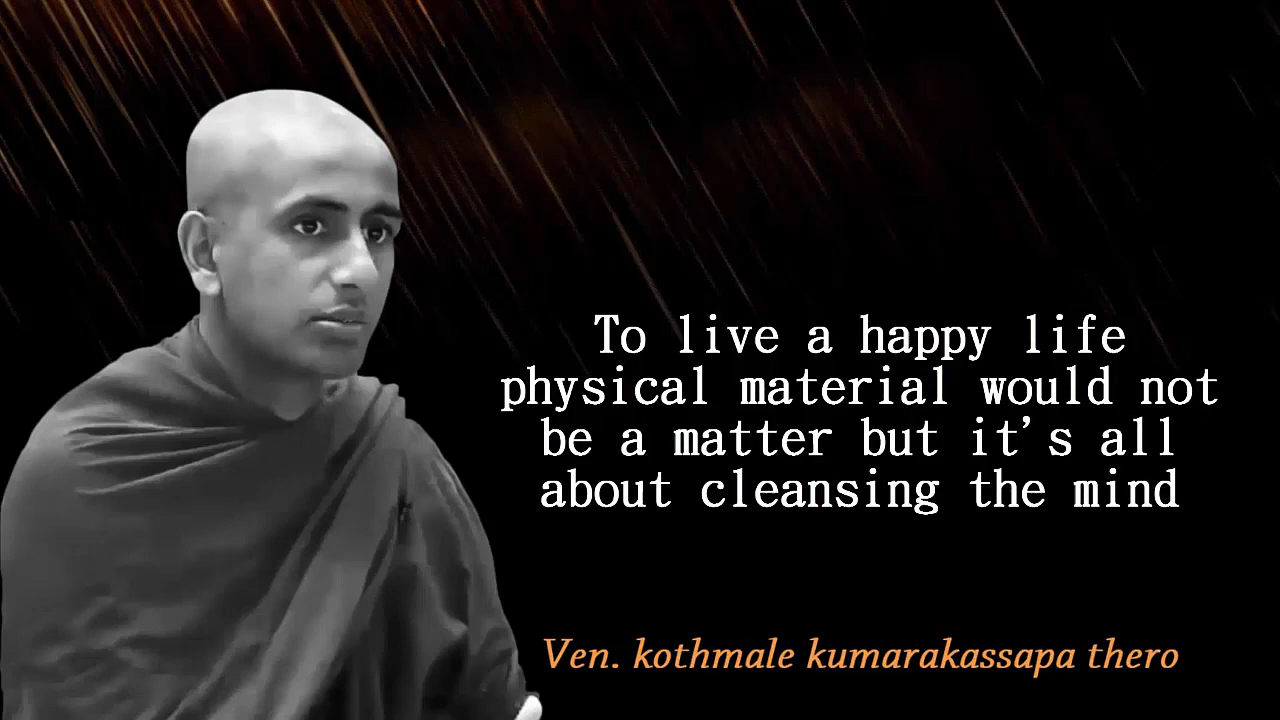 To live a happy life
physical material would not
be a matter but it's all
about cleansing the mind
Ven. kothmale kumarakassapa thero